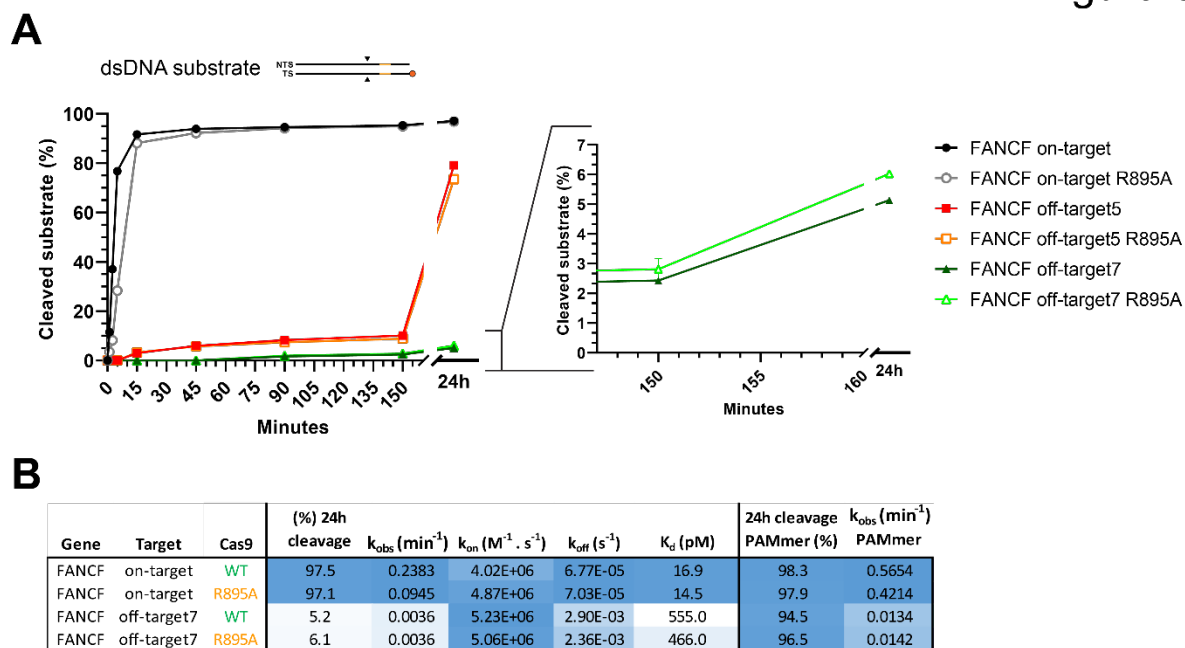 A
dsDNA substrate
NTS
TS
Cleaved substrate (%)
100
80
60
40
20
0
0 15 30 45 60 75 90 105 120 135 150 24h
Minutes
Cleaved substrate (%)
7
6
5
4
3
2
1
0
150 155 160 24h
Minutes
FANCF on-target
FANCF on-target R895A
FANCF off-target5
FANCF off-target5 R895A
FANCF off-target7
FANCF off-target7 R895A
B
Gene Target Cas9 (%) 24h cleavage kobs (min⁻¹) kon (M⁻¹ . s⁻¹) koff (s⁻¹) Kd (pM) 24h cleavage PAMmer (%) kobs (min⁻¹) PAMmer
FANCF on-target WT 97.5 0.2383 4.02E+06 6.77E-05 16.9 98.3 0.5654
FANCF on-target R895A 97.1 0.0945 4.87E+06 7.03E-05 14.5 97.9 0.4214
FANCF off-target7 WT 5.2 0.0036 5.23E+06 2.90E-03 555.0 94.5 0.0134
FANCF off-target7 R895A 6.1 0.0036 5.06E+06 2.36E-03 466.0 96.5 0.0142